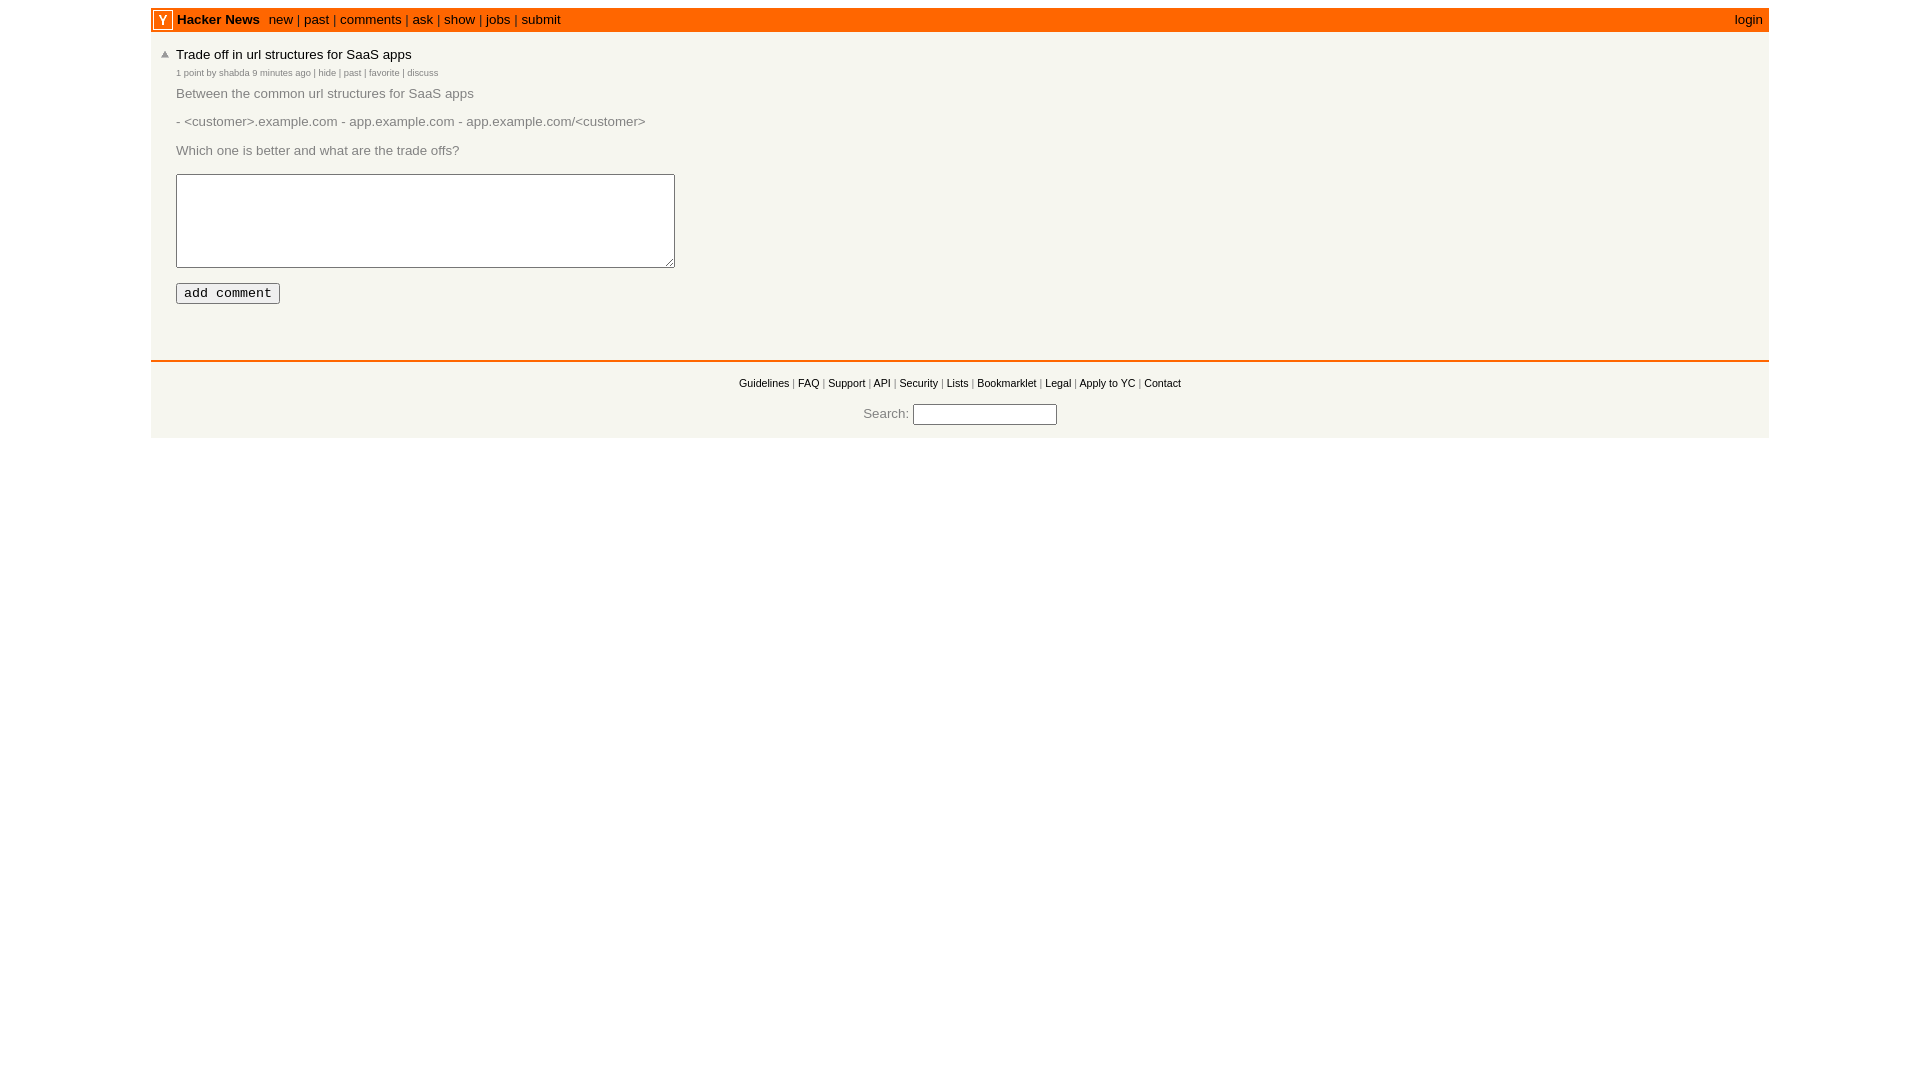 Y Hacker News new | past | comments | ask | show | jobs | submit login
Trade off in url structures for SaaS apps
1 point by shabda 9 minutes ago | hide | past | favorite | discuss
Between the common url structures for SaaS apps
- <customer>.example.com - app.example.com - app.example.com/<customer>
Which one is better and what are the trade offs?
add comment
Guidelines | FAQ | Support | API | Security | Lists | Bookmarklet | Legal | Apply to YC | Contact
Search: